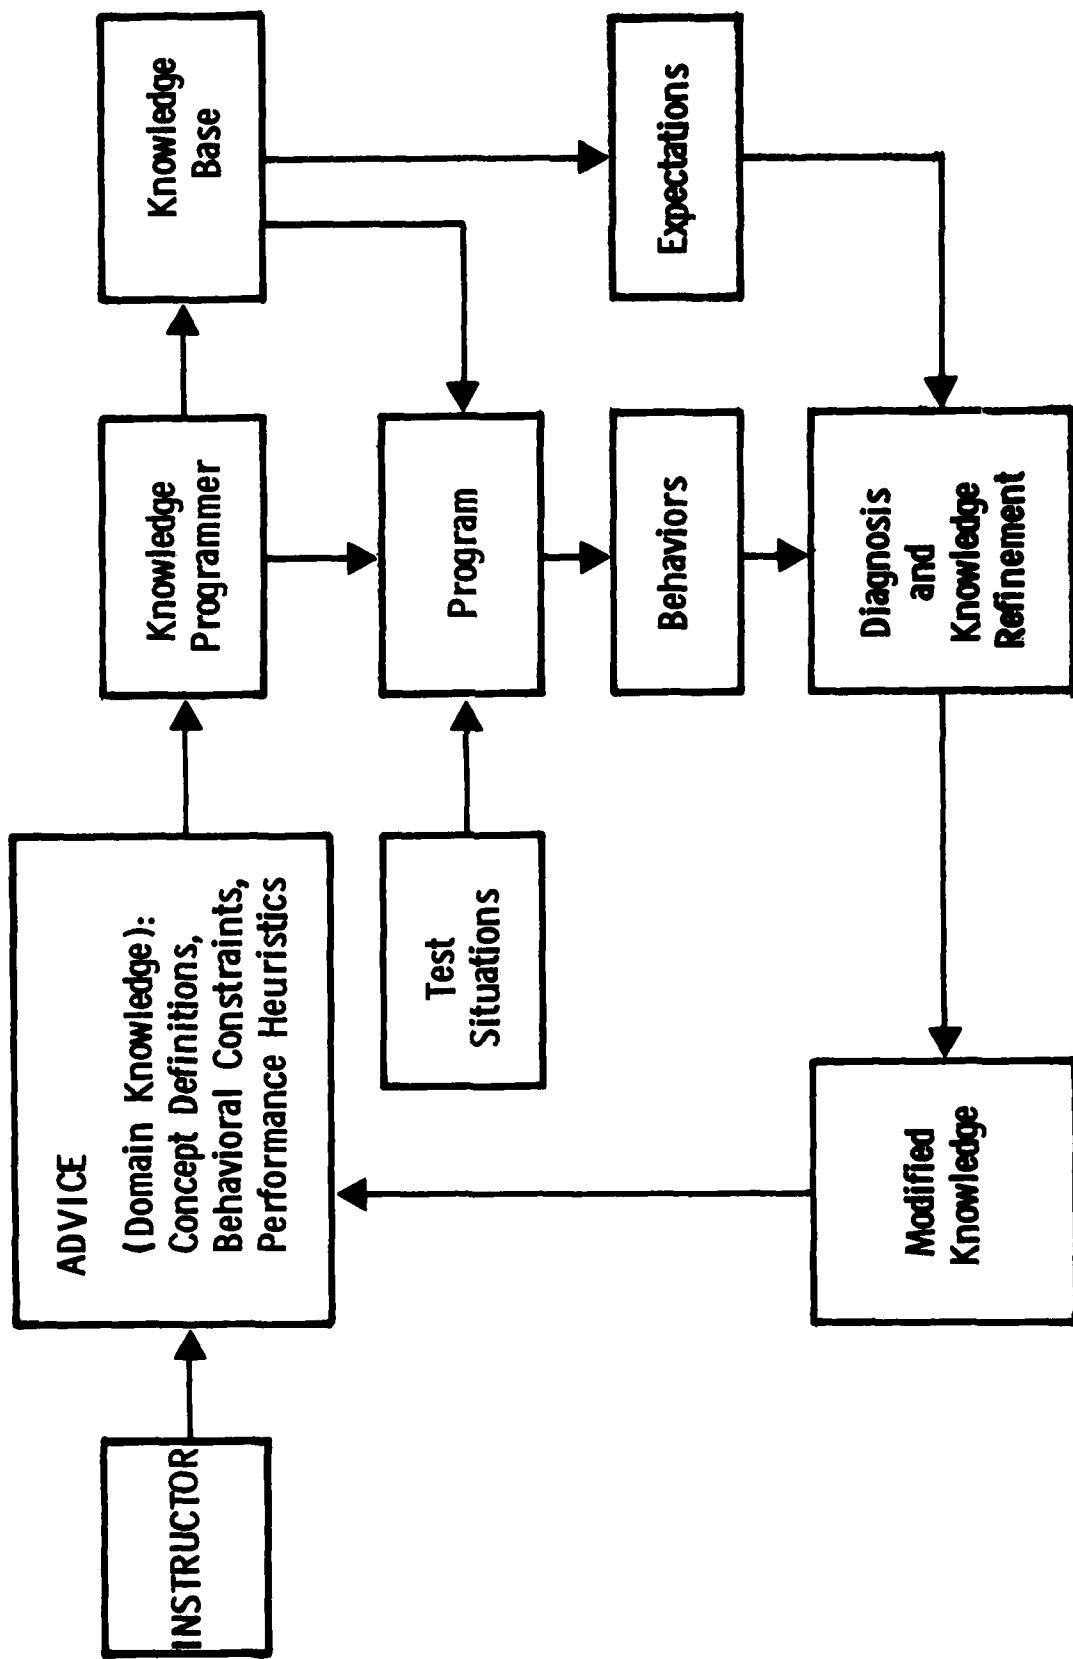 INSTRUCTOR
ADVICE
(Domain Knowledge):
Concept Definitions,
Behavioral Constraints,
Performance Heuristics
Knowledge
Programmer
Knowledge
Base
Test
Situations
Program
Behaviors
Expectations
Modified
Knowledge
Diagnosis
and
Knowledge
Refinement